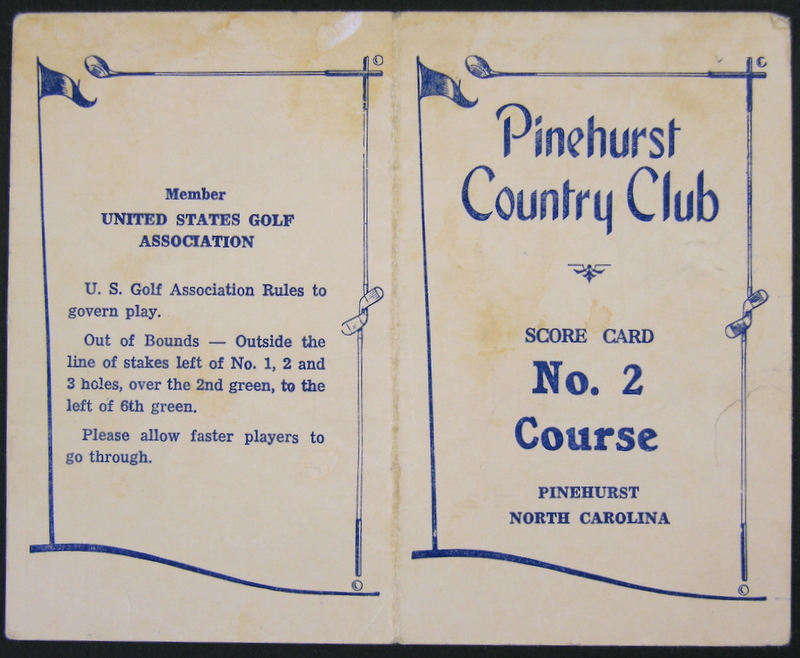 Member
UNITED STATES GOLF
ASSOCIATION
U. S. Golf Association Rules to
govern play.
Out of Bounds — Outside the
line of stakes left of No. 1, 2 and
3 holes, over the 2nd green, to the
left of 6th green.
Please allow faster players to
go through.
Pinehurst
Country Club
SCORE CARD
No. 2
Course
PINEHURST
NORTH CAROLINA